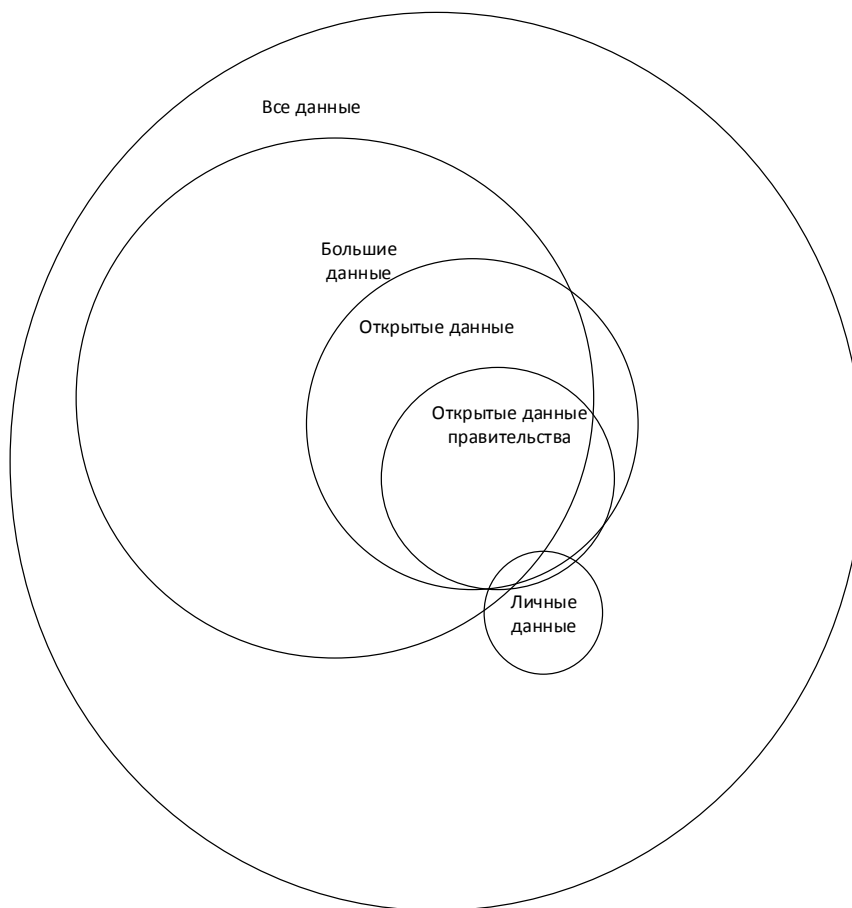 Все данные
Большие
данные
Открытые данные
Открытые данные
правительства
Личные
данные